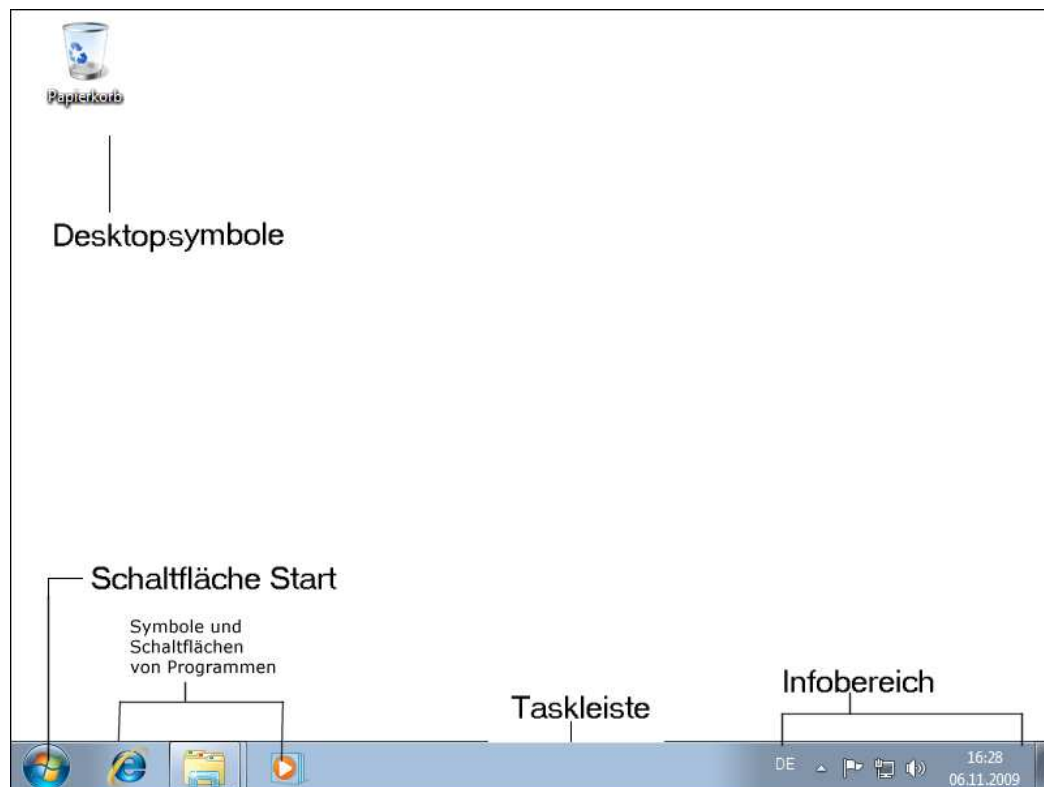 Papierkorb
Desktopsymbole
Schaltfläche Start
Symbole und
Schaltflächen
von Programmen
Infobereich
Taskleiste
DE
16:28
06.11.2009